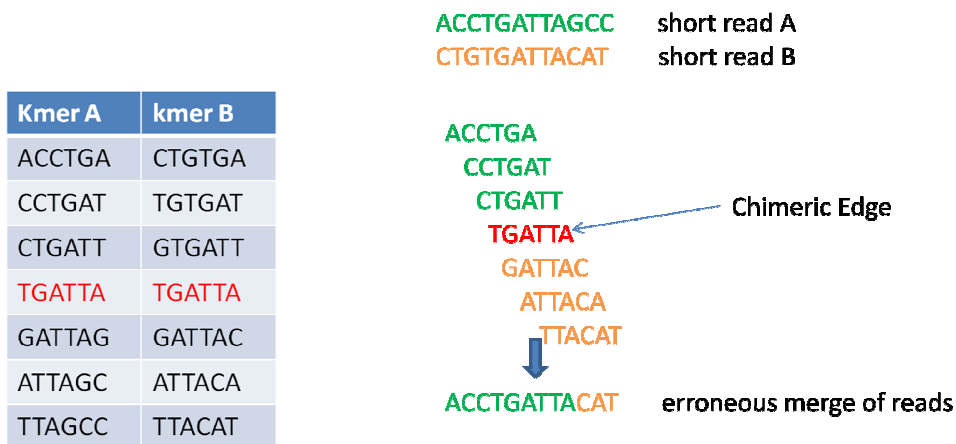 ACCTGATTAGCC short read A
CTGTGATTACAT short read B
Kmer A kmer B
ACCTGA CTGTGA
CCTGAT TGTGAT
CTGATT GTGATT
TGATTA TGATTA
GATTAG GATTAC
ATTAGC ATTACA
TTAGCC TTACAT
ACCTGA
CCTGAT
CTGATT
TGATTA Chimeric Edge
GATTAC
ATTACA
TTACAT
ACCTGATTACAT erroneous merge of reads